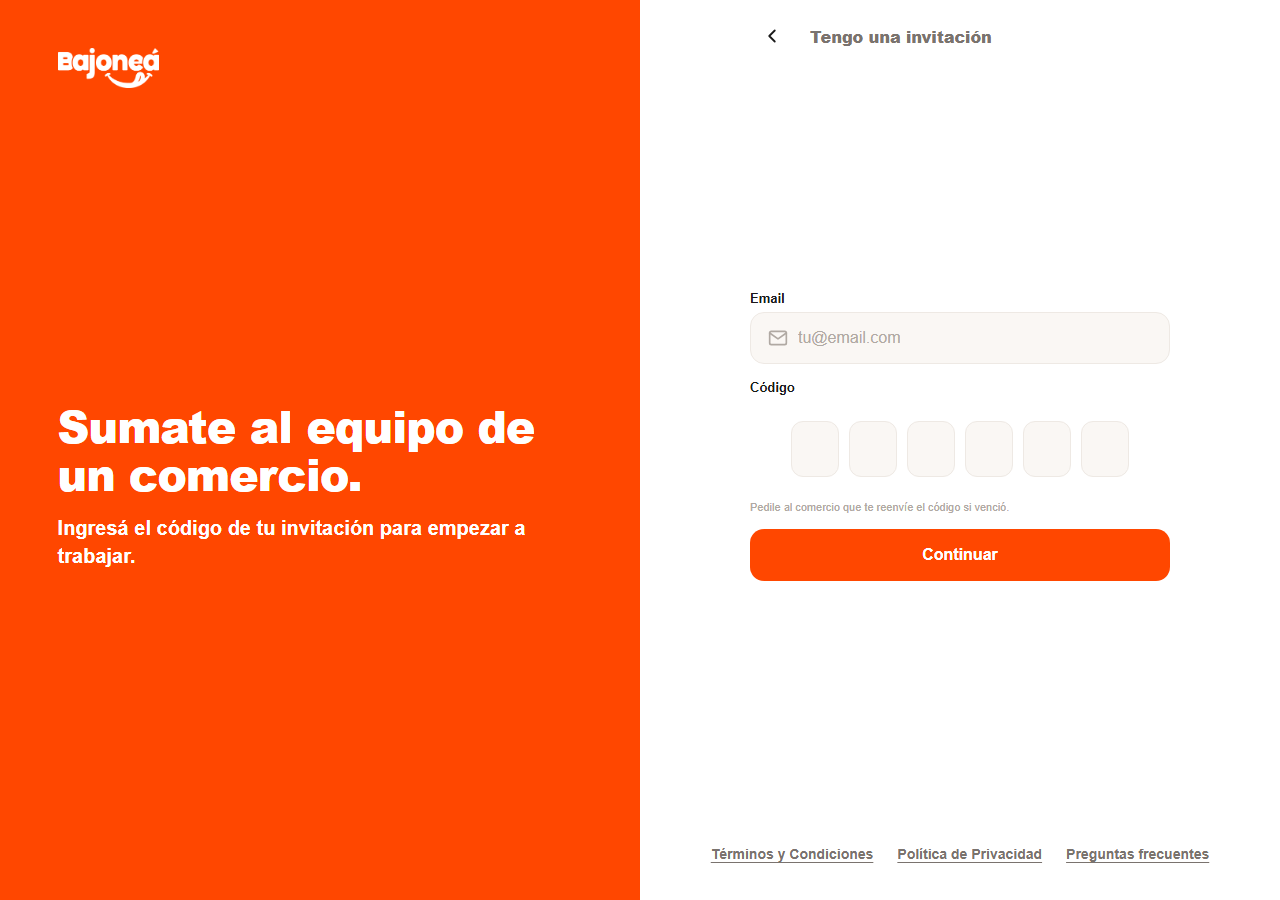 Bajoneá
Sumate al equipo de
un comercio.
Ingresá el código de tu invitación para empezar a
trabajar.
Tengo una invitación
Email
tu@email.com
Código
Pedile al comercio que te reenvíe el código si venció.
Continuar
Términos y Condiciones Política de Privacidad Preguntas frecuentes